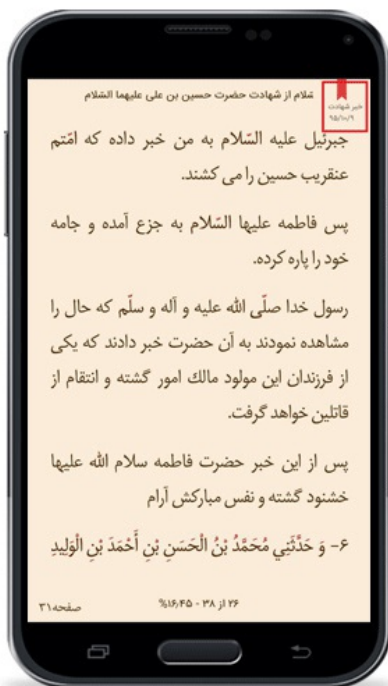 سّلام از شهادت حضرت حسین بن علی علیهما السّلام
خبر شهادت
۹۵/۱۰/۹
جبرئیل علیه السّلام به من خبر داده که امّتم
عنقریب حسین را می کشند.
پس فاطمه علیها السّلام به جزع آمده و جامه
خود را پاره کرده.
رسول خدا صلّی الله علیه و آله و سلّم که حال را
مشاهده نمودند به آن حضرت خبر دادند که یکی
از فرزندان این مولود مالك امور گشته و انتقام از
قاتلین خواهد گرفت.
پس از این خبر حضرت فاطمه سلام الله علیها
خشنود گشته و نفس مبارکش آرام
۶- وَ حَدَّثَنِي مُحَمَّدُ بْنُ الْحَسَنِ بْنِ أَحْمَدَ بْنِ الْوَلِيدِ
۲۶ از ۳۸ - ۱۶٫۴۵%
صفحه۳۱